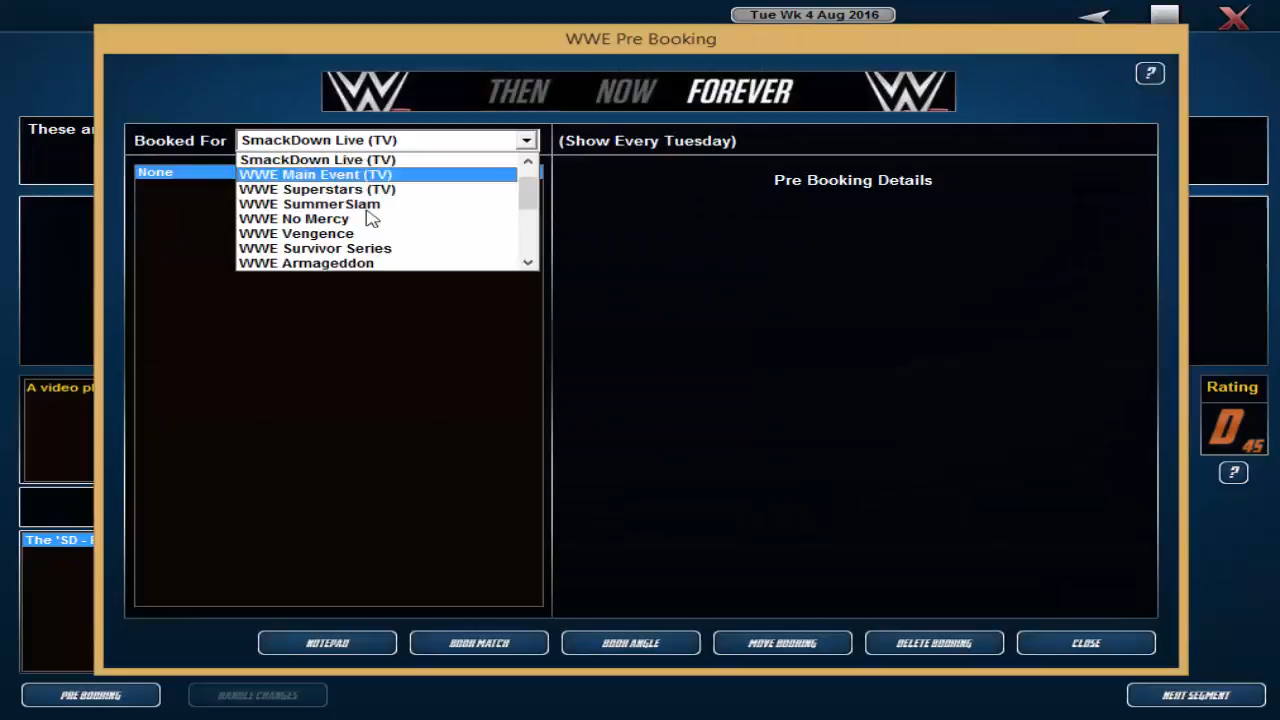 Tue Wk 4 Aug 2016
WWE Pre Booking
THEN NOW FOREVER
?
These ar
Booked For SmackDown Live (TV) (Show Every Tuesday)
SmackDown Live (TV)
None
WWE Main Event (TV)
Pre Booking Details
WWE Superstars (TV)
WWE SummerSlam
WWE No Mercy
WWE Vengence
WWE Survivor Series
WWE Armageddon
A video pl
Rating
D 45
?
The 'SD -
NOTEPAD BOOK MATCH BOOK ANGLE MOVE BOOKING DELETE BOOKING CLOSE
PRE BOOKING HANDLE CHANGES NEXT SEGMENT